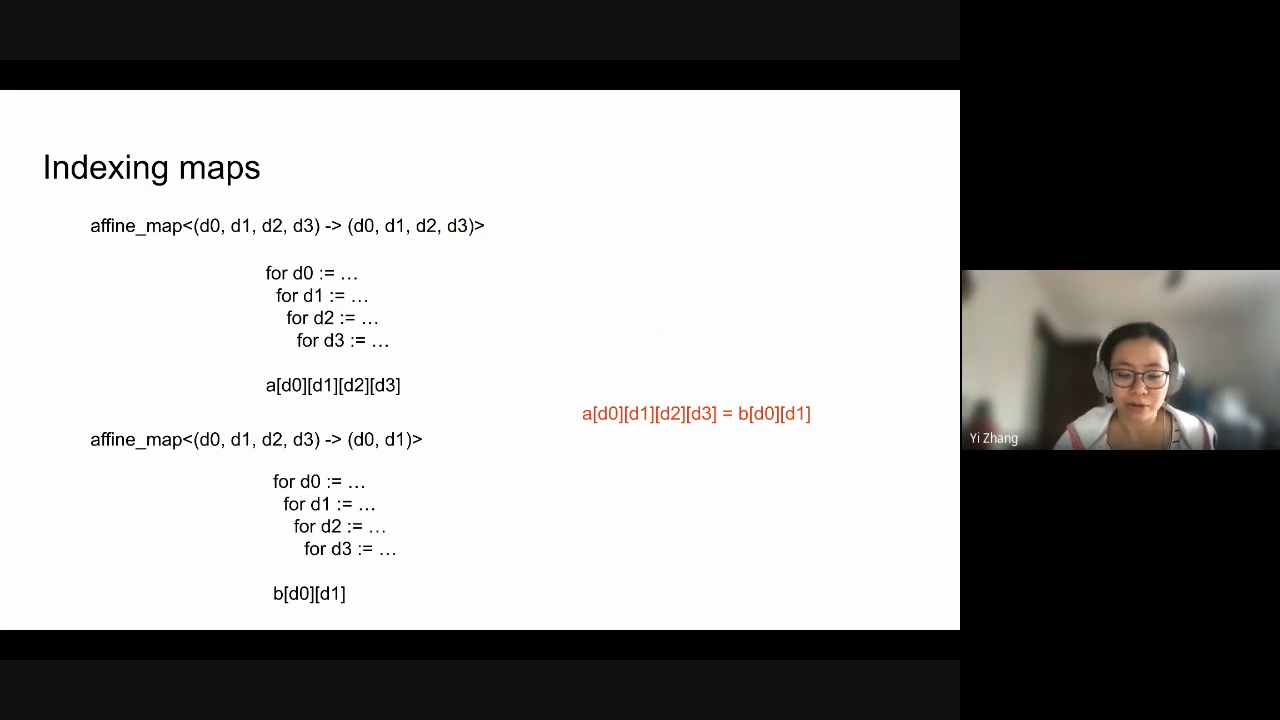 Indexing maps
affine_map<(d0, d1, d2, d3) -> (d0, d1, d2, d3)>
for d0 := …
for d1 := …
for d2 := …
for d3 := …
a[d0][d1][d2][d3]
a[d0][d1][d2][d3] = b[d0][d1]
affine_map<(d0, d1, d2, d3) -> (d0, d1)>
for d0 := …
for d1 := …
for d2 := …
for d3 := …
b[d0][d1]
Yi Zhang